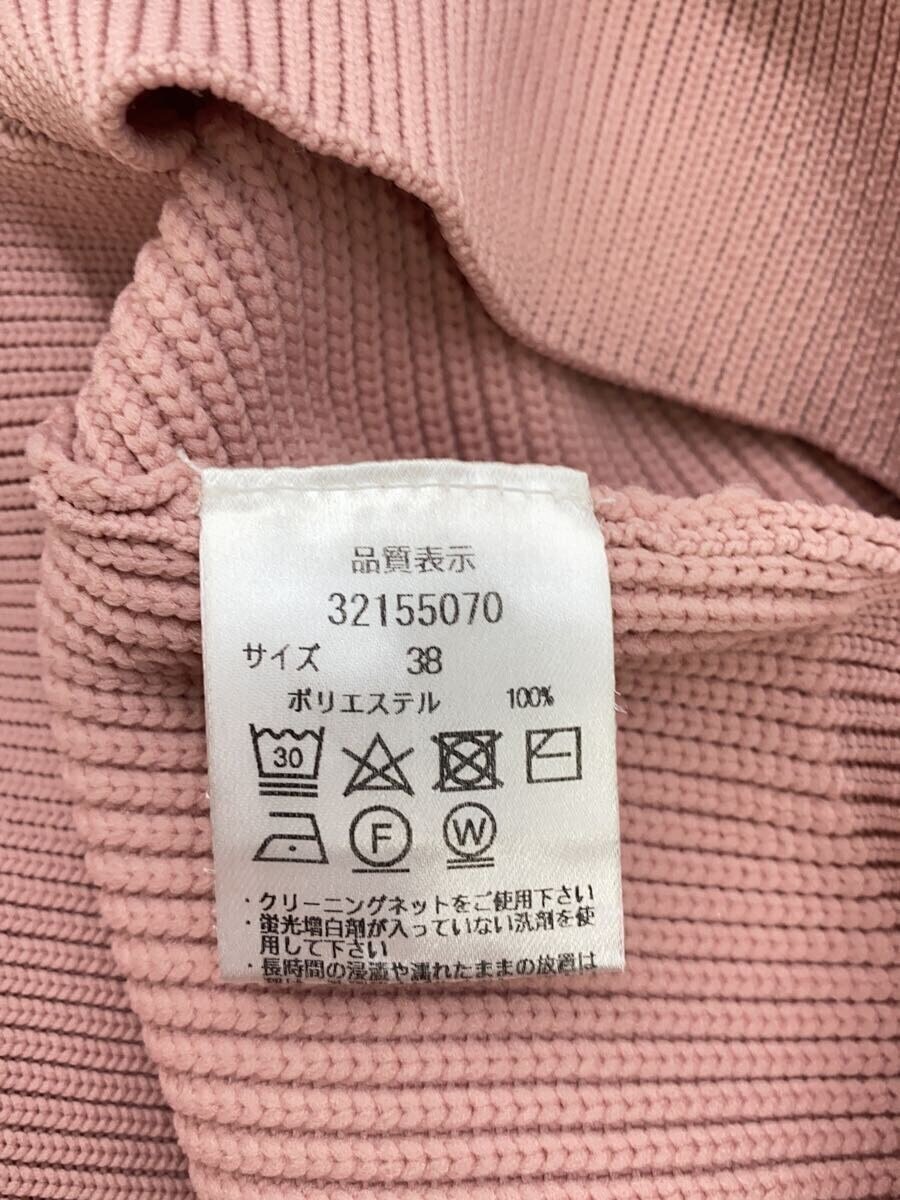 品質表示
32155070
サイズ 38
ポリエステル 100%
30
F
W
・クリーニングネットをご使用下さい
・蛍光増白剤が入っていない洗剤を使
用して下さい
・長時間の浸漬や濡れたままの放置は